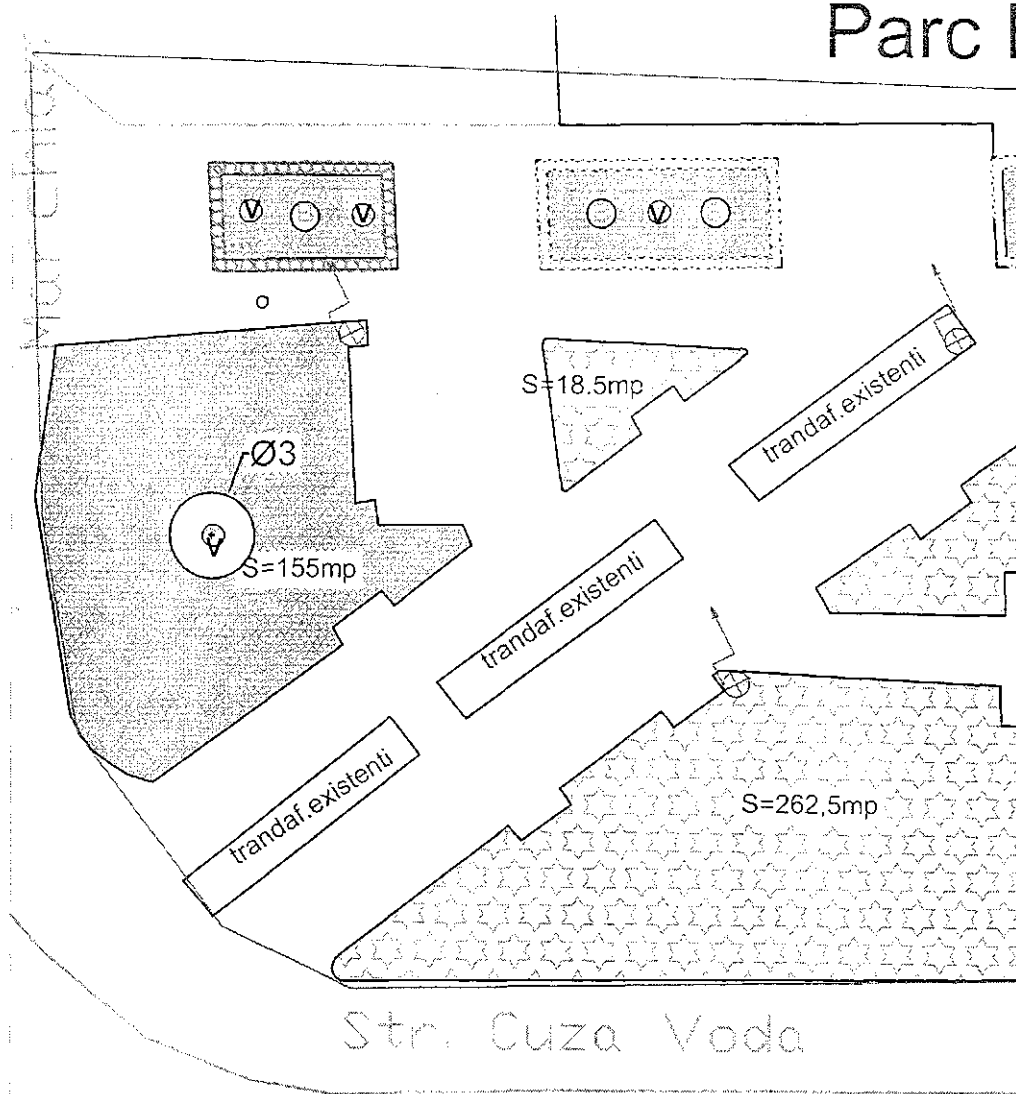 Parc
V
V
V
S=18.5mp
trandaf.existenti
Ø3
V
S=155mp
trandaf.existenti
trandaf.existenti
S=262,5mp
Str. Cuza Voda